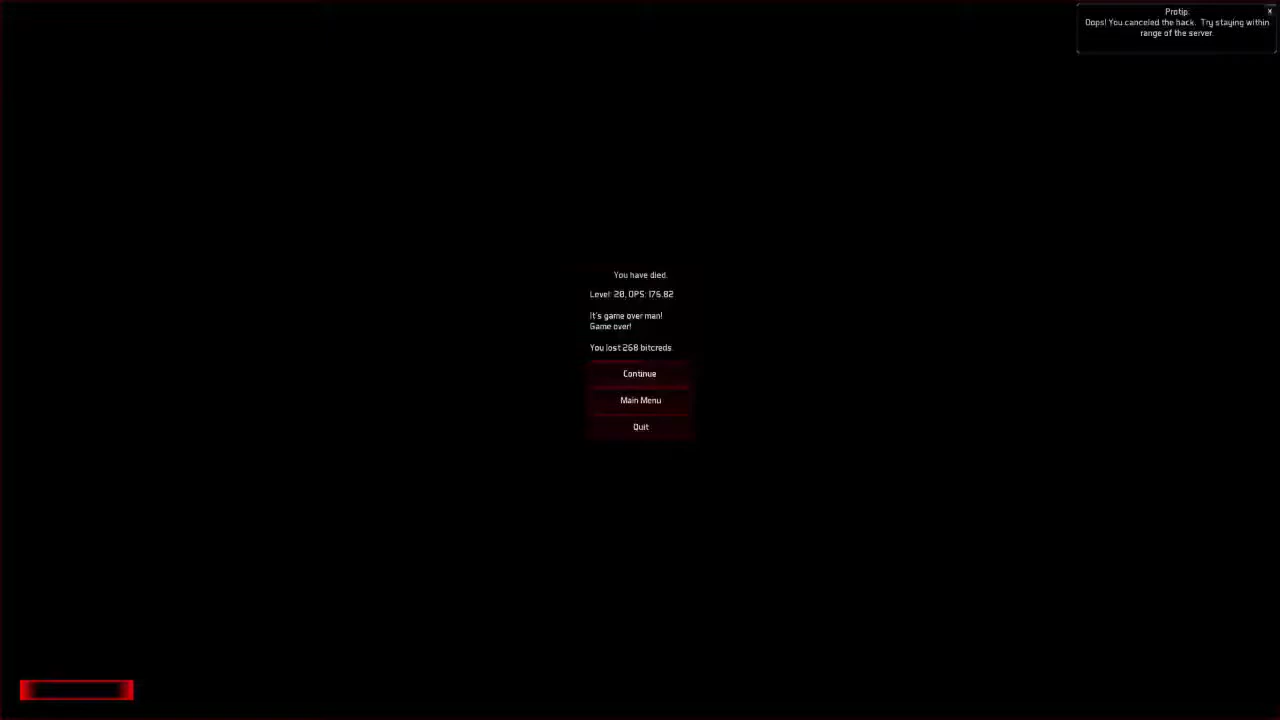 Protip:
Oops! You canceled the hack. Try staying within
range of the server.
x
You have died.
Level: 20, DPS: 176.82
It's game over man!
Game over!
You lost 268 bitcreds.
Continue
Main Menu
Quit